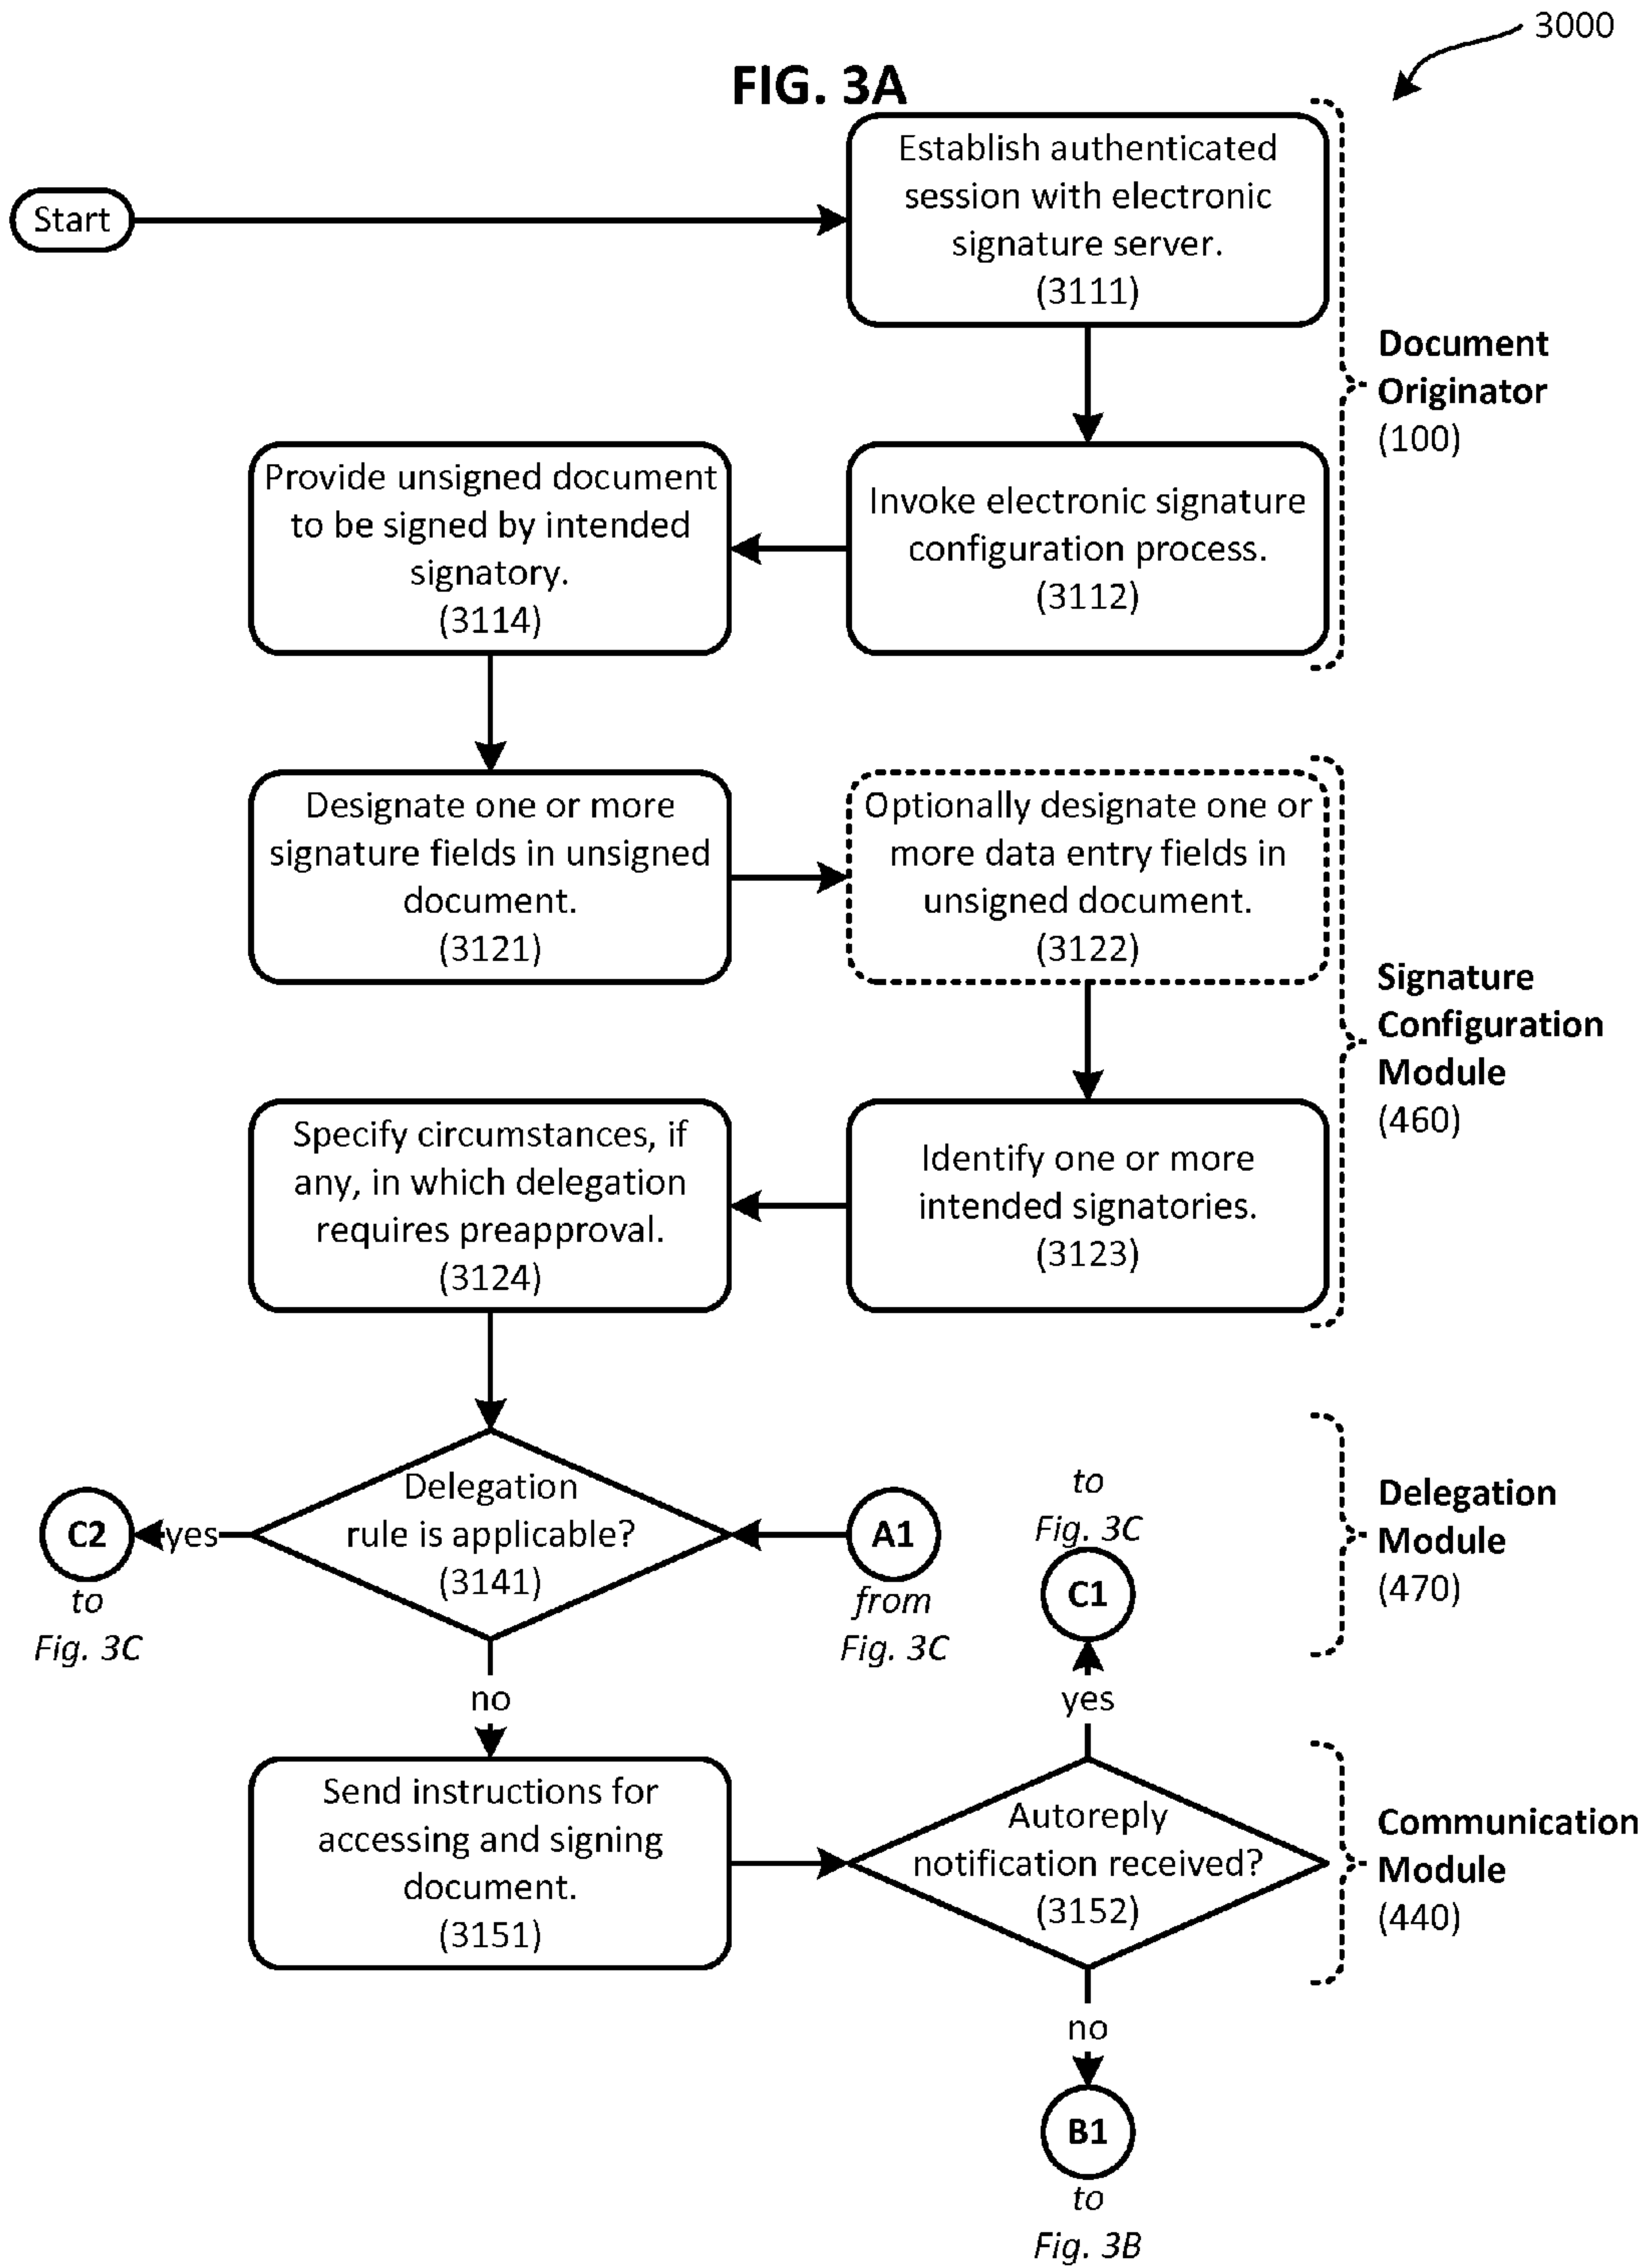 3000
FIG. 3A
Start
Establish authenticated
session with electronic
signature server.
(3111)
Document
Originator
(100)
Invoke electronic signature
configuration process.
(3112)
Provide unsigned document
to be signed by intended
signatory.
(3114)
Designate one or more
signature fields in unsigned
document.
(3121)
Optionally designate one or
more data entry fields in
unsigned document.
(3122)
Signature
Configuration
Module
(460)
Identify one or more
intended signatories.
(3123)
Specify circumstances, if
any, in which delegation
requires preapproval.
(3124)
Delegation
rule is applicable?
(3141)
yes
C2
to
Fig. 3C
A1
from
Fig. 3C
to
Fig. 3C
C1
yes
Delegation
Module
(470)
no
Send instructions for
accessing and signing
document.
(3151)
Autoreply
notification received?
(3152)
Communication
Module
(440)
no
B1
to
Fig. 3B